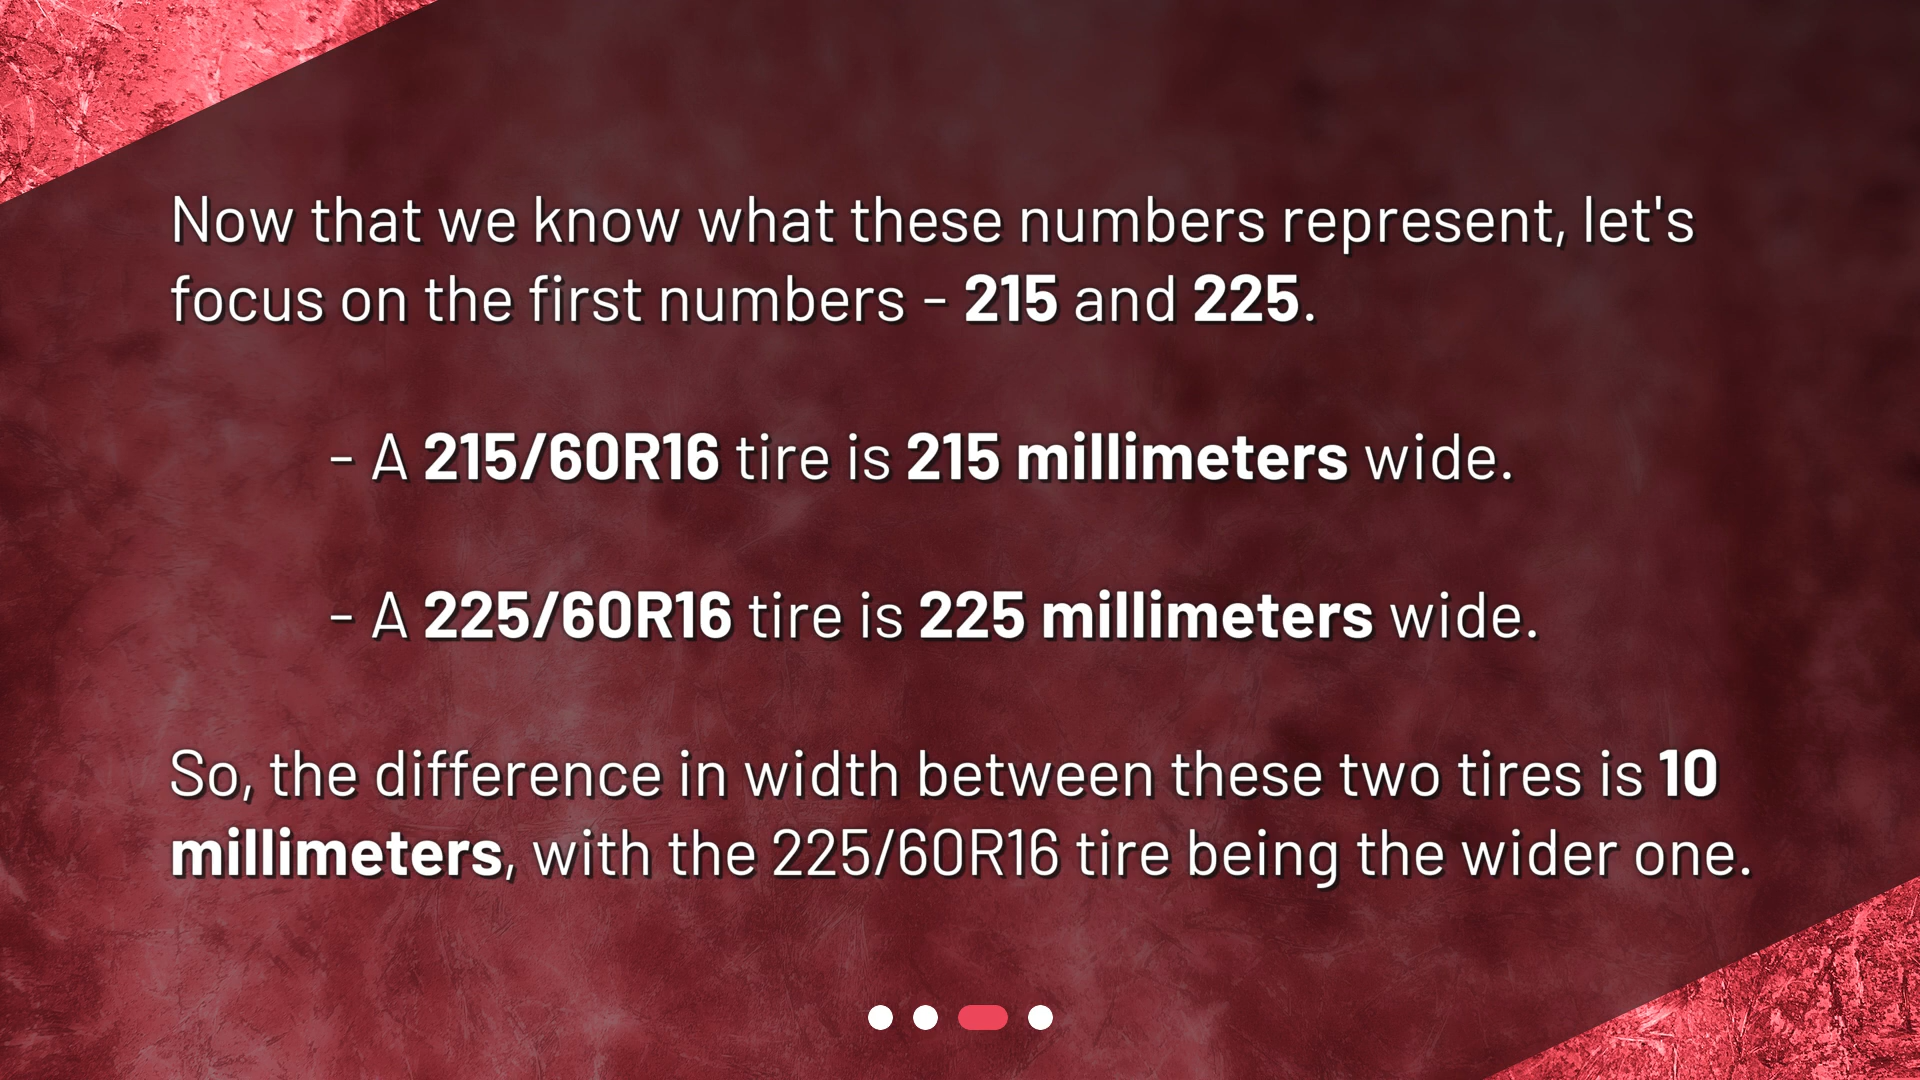 Now that we know what these numbers represent, let's
focus on the first numbers - 215 and 225.
- A 215/60R16 tire is 215 millimeters wide.
- A 225/60R16 tire is 225 millimeters wide.
So, the difference in width between these two tires is 10
millimeters, with the 225/60R16 tire being the wider one.